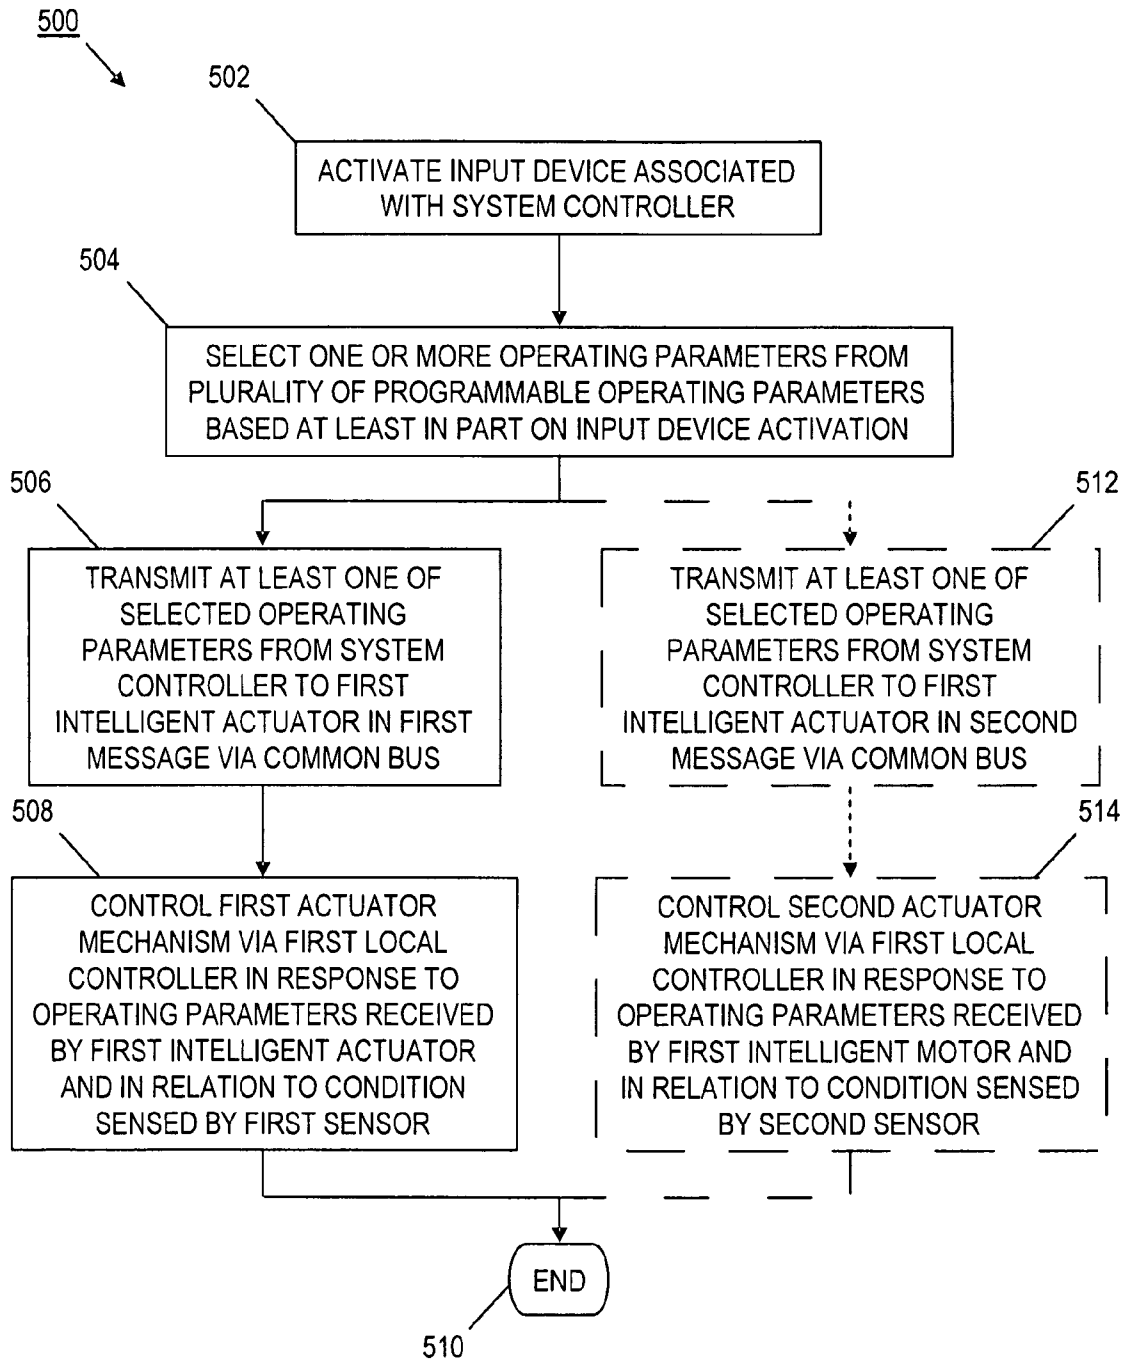 500
502
ACTIVATE INPUT DEVICE ASSOCIATED
WITH SYSTEM CONTROLLER
504
SELECT ONE OR MORE OPERATING PARAMETERS FROM
PLURALITY OF PROGRAMMABLE OPERATING PARAMETERS
BASED AT LEAST IN PART ON INPUT DEVICE ACTIVATION
506
TRANSMIT AT LEAST ONE OF
SELECTED OPERATING
PARAMETERS FROM SYSTEM
CONTROLLER TO FIRST
INTELLIGENT ACTUATOR IN FIRST
MESSAGE VIA COMMON BUS
512
TRANSMIT AT LEAST ONE OF
SELECTED OPERATING
PARAMETERS FROM SYSTEM
CONTROLLER TO FIRST
INTELLIGENT ACTUATOR IN SECOND
MESSAGE VIA COMMON BUS
508
CONTROL FIRST ACTUATOR
MECHANISM VIA FIRST LOCAL
CONTROLLER IN RESPONSE TO
OPERATING PARAMETERS RECEIVED
BY FIRST INTELLIGENT ACTUATOR
AND IN RELATION TO CONDITION
SENSED BY FIRST SENSOR
514
CONTROL SECOND ACTUATOR
MECHANISM VIA FIRST LOCAL
CONTROLLER IN RESPONSE TO
OPERATING PARAMETERS RECEIVED
BY FIRST INTELLIGENT MOTOR AND
IN RELATION TO CONDITION SENSED
BY SECOND SENSOR
END
510